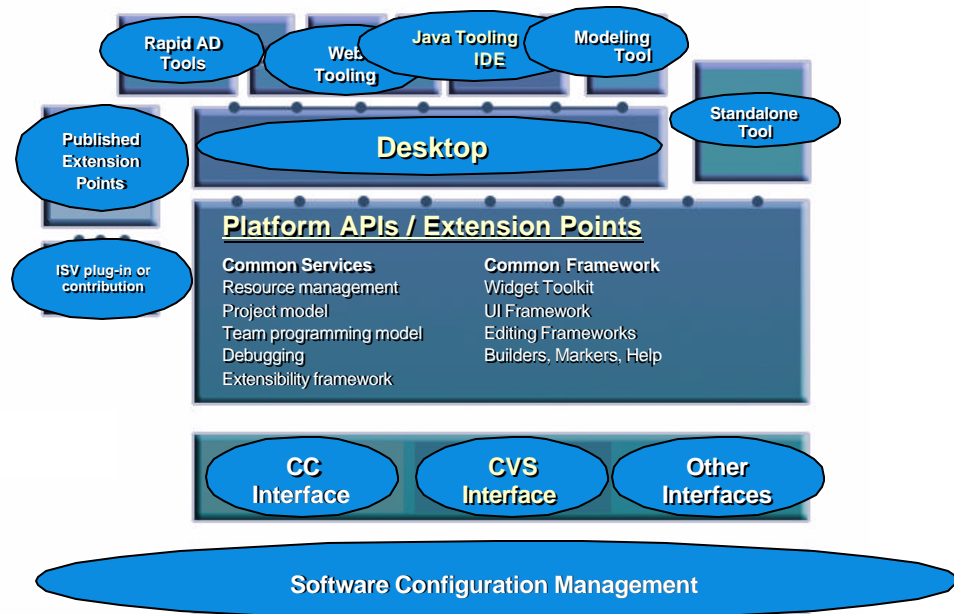 Rapid AD
Tools
Web
Tooling
Java Tooling
IDE
Modeling
Tool
Standalone
Tool
Published
Extension
Points
Desktop
ISV plug-in or
contribution
Platform APIs / Extension Points
Common Services
Resource management
Project model
Team programming model
Debugging
Extensibility framework
Common Framework
Widget Toolkit
UI Framework
Editing Frameworks
Builders, Markers, Help
CC
Interface
CVS
Interface
Other
Interfaces
Software Configuration Management